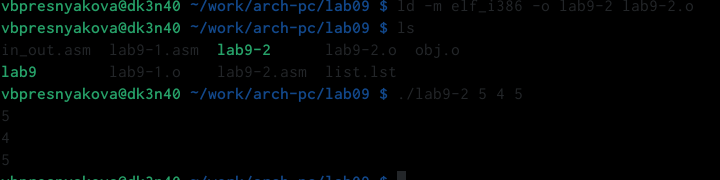 vbpresnyakova@dk3n40 ~/work/arch-pc/lab09 $ ld -m elf_i386 -o lab9-2 lab9-2.o
vbpresnyakova@dk3n40 ~/work/arch-pc/lab09 $ ls
in_out.asm lab9-1.asm lab9-2 lab9-2.o obj.o
lab9 lab9-1.o lab9-2.asm list.lst
vbpresnyakova@dk3n40 ~/work/arch-pc/lab09 $ ./lab9-2 5 4 5
5
4
5
vbpresnyakova@dk3n40 ~/work/arch-pc/lab09 $